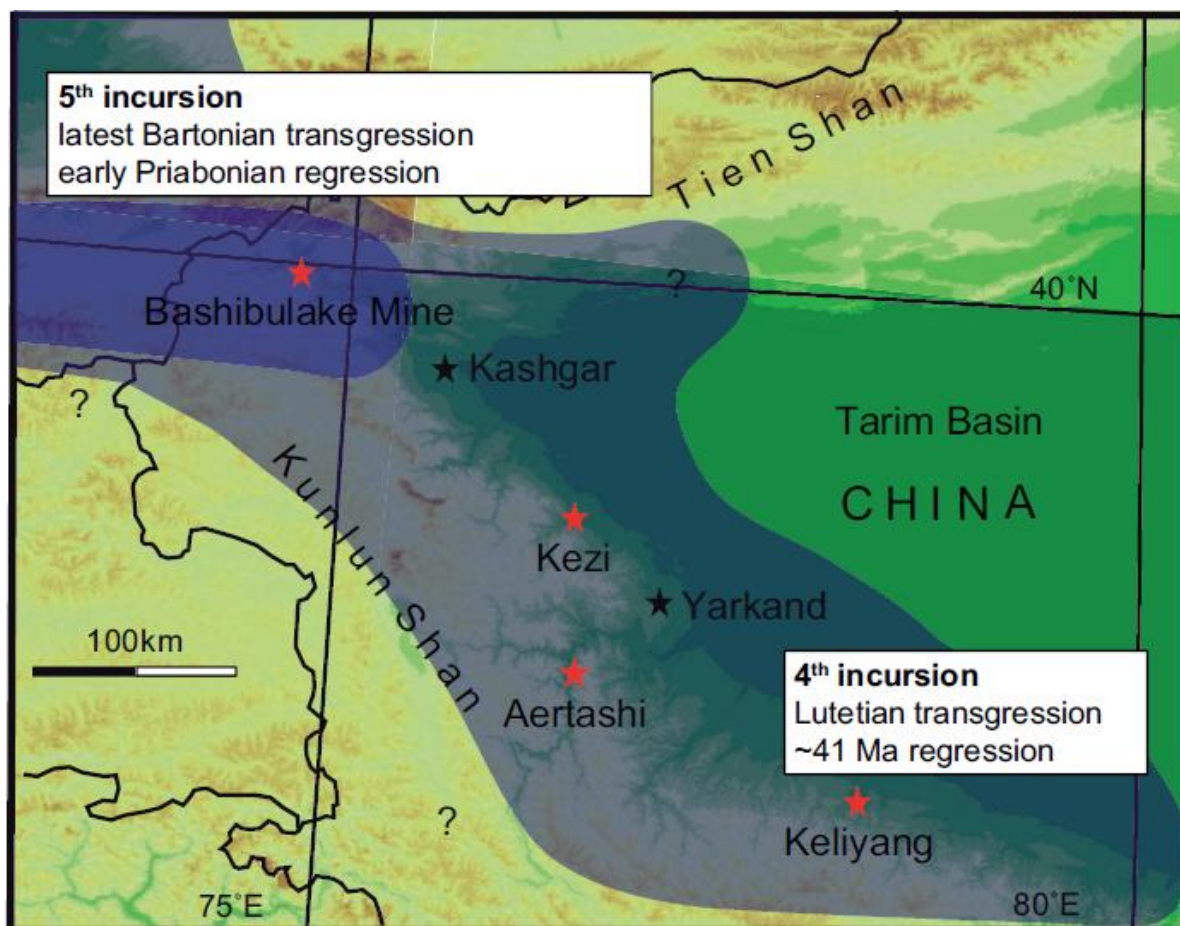 5th incursion
latest Bartonian transgression
early Priabonian regression
Tien Shan
?
40°N
Bashibulake Mine
Kashgar
?
Tarim Basin
CHINA
Kunlun Shan
Kezi
Yarkand
100km
4th incursion
Lutetian transgression
~41 Ma regression
Aertashi
?
Keliyang
75°E
80°E